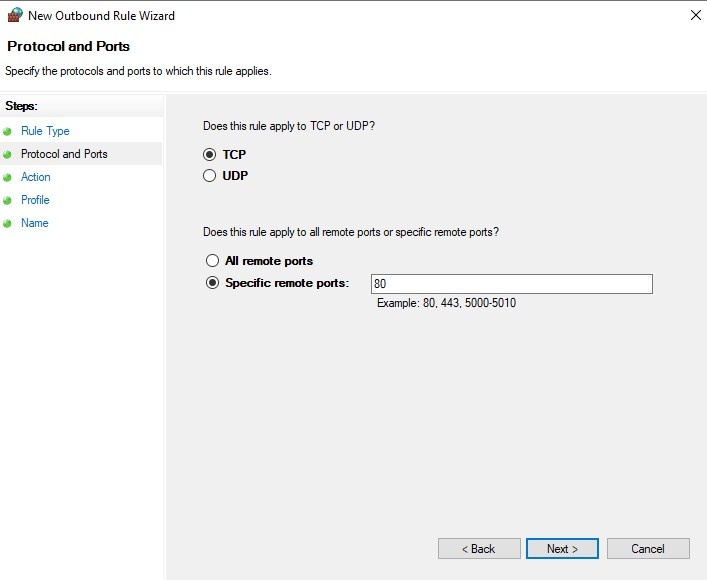 New Outbound Rule Wizard
Protocol and Ports
Specify the protocols and ports to which this rule applies.
Steps:
Rule Type
Protocol and Ports
Action
Profile
Name
Does this rule apply to TCP or UDP?
TCP
UDP
Does this rule apply to all remote ports or specific remote ports?
All remote ports
Specific remote ports: 80
Example: 80, 443, 5000-5010
< Back Next > Cancel